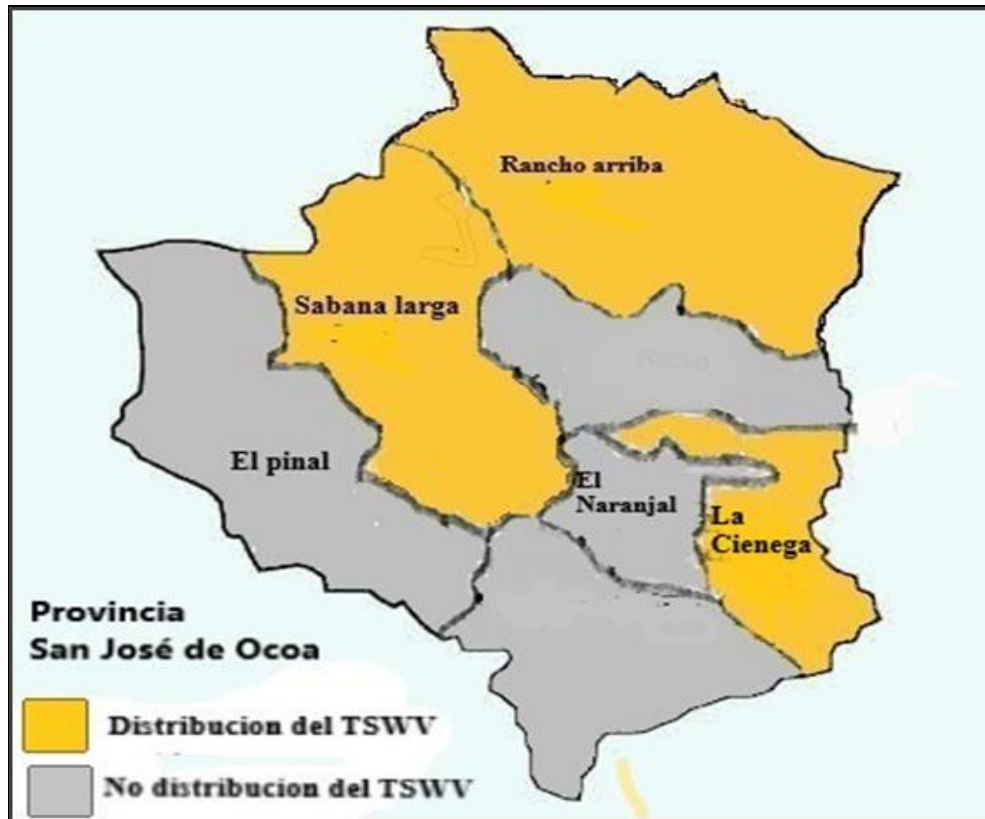 Rancho arriba
Sabana larga
El pinal
El
Naranjal
La
Cienega
Provincia
San José de Ocoa
Distribucion del TSWV
No distribucion del TSWV